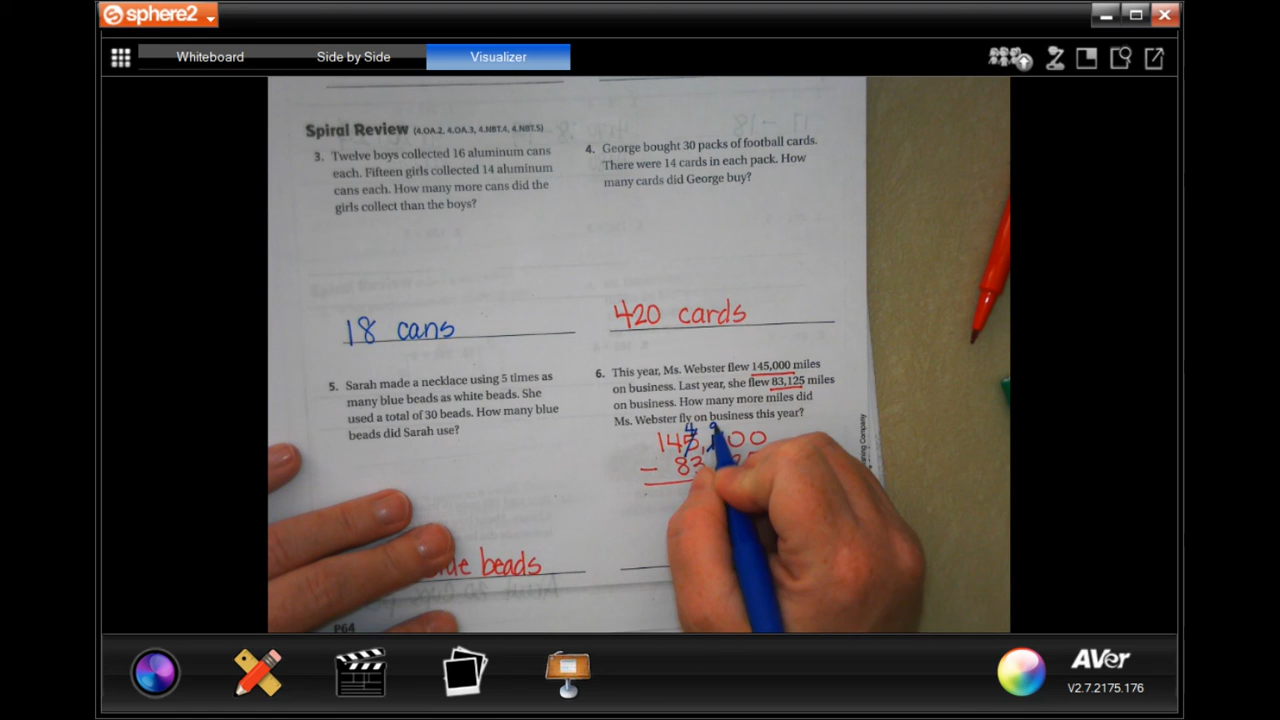 sphere2
Whiteboard Side by Side Visualizer
Spiral Review (4.OA.2, 4.OA.3, 4.NBT.4, 4.NBT.5)
3. Twelve boys collected 16 aluminum cans
each. Fifteen girls collected 14 aluminum
cans each. How many more cans did the
girls collect than the boys?
18 cans
4. George bought 30 packs of football cards.
There were 14 cards in each pack. How
many cards did George buy?
420 cards
5. Sarah made a necklace using 5 times as
many blue beads as white beads. She
used a total of 30 beads. How many blue
beads did Sarah use?
beads
6. This year, Ms. Webster flew 145,000 miles
on business. Last year, she flew 83,125 miles
on business. How many more miles did
Ms. Webster fly on business this year?
4 9
145,000
- 83
P64
AVer
V2.7.2175.176